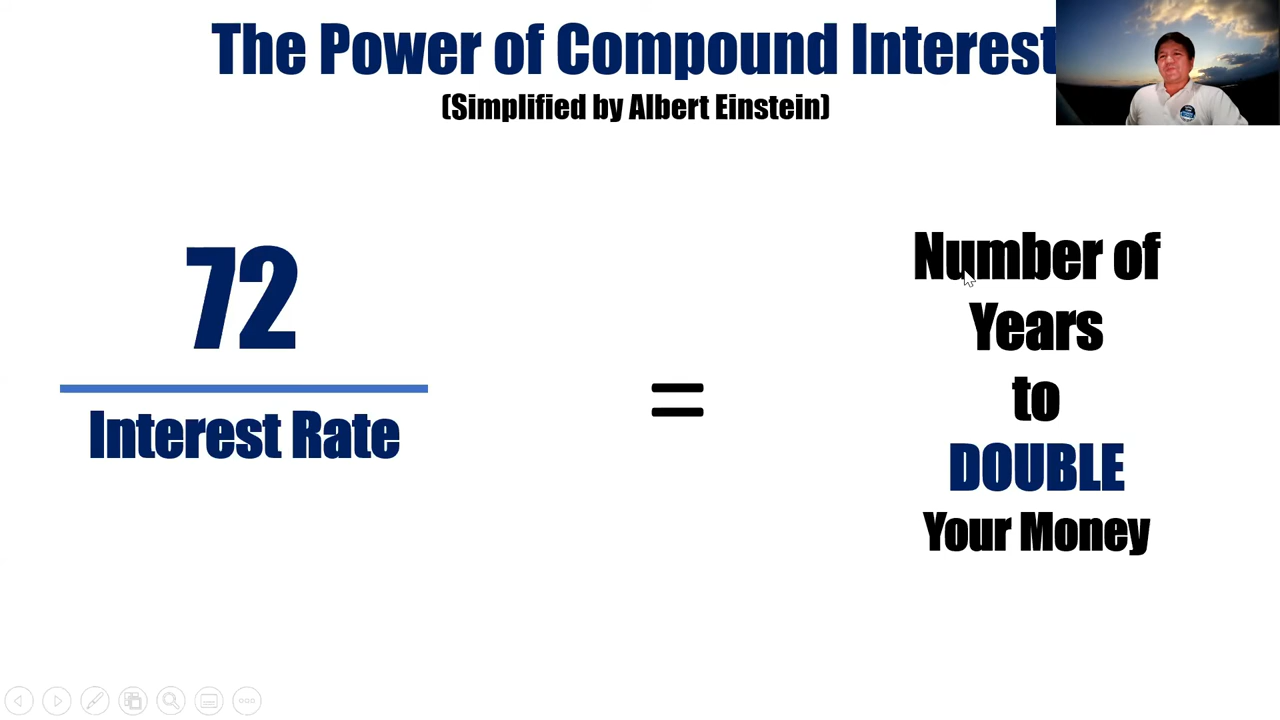 The Power of Compound Interest
(Simplified by Albert Einstein)
72
Interest Rate
=
Number of
Years
to
DOUBLE
Your Money